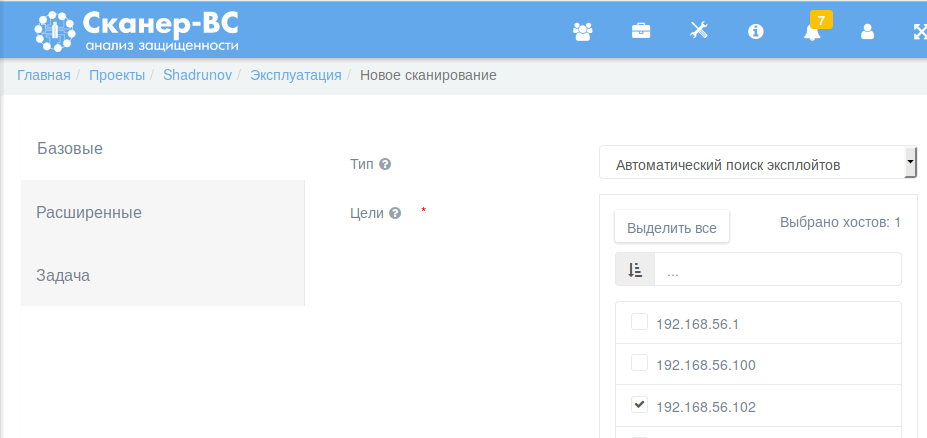 Сканер-ВС
анализ защищенности
7
Главная / Проекты / Shadrunov / Эксплуатация / Новое сканирование
Базовые
Расширенные
Задача
Тип ?
Автоматический поиск эксплойтов
Цели ? *
Выделить все
Выбрано хостов: 1
...
192.168.56.1
192.168.56.100
192.168.56.102